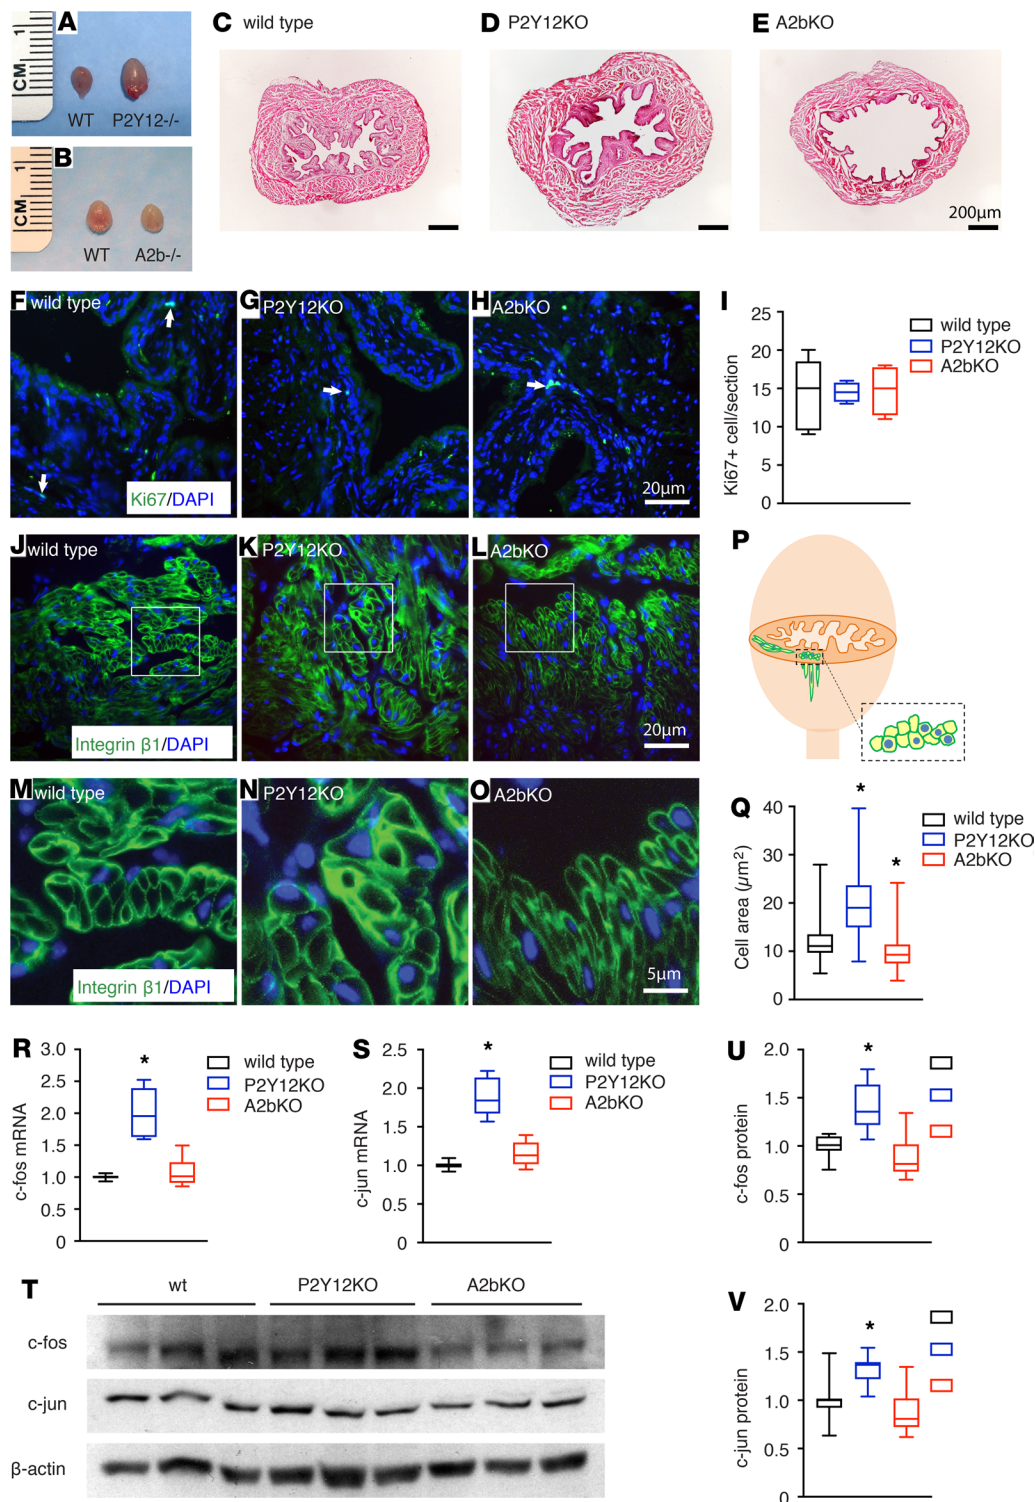 A
1
CM
WT P2Y12-/-
B
1
CM
WT A2b-/-
C wild type
D P2Y12KO
E A2bKO
200µm
F wild type
Ki67/DAPI
G P2Y12KO
H A2bKO
20µm
I
Ki67+ cell/section
25
20
15
10
5
0
wild type
P2Y12KO
A2bKO
J wild type
Integrin β1/DAPI
K P2Y12KO
L A2bKO
20µm
P
M wild type
Integrin β1/DAPI
N P2Y12KO
O A2bKO
5µm
Q
Cell area (µm²)
40
30
20
10
0
*
*
wild type
P2Y12KO
A2bKO
R
c-fos mRNA
3.0
2.5
2.0
1.5
1.0
0.5
0
*
wild type
P2Y12KO
A2bKO
S
c-jun mRNA
2.5
2.0
1.5
1.0
0.5
0
*
wild type
P2Y12KO
A2bKO
U
c-fos protein
2.0
1.5
1.0
0.5
0
*
T
wt P2Y12KO A2bKO
c-fos
c-jun
β-actin
V
c-jun protein
2.0
1.5
1.0
0.5
0
*